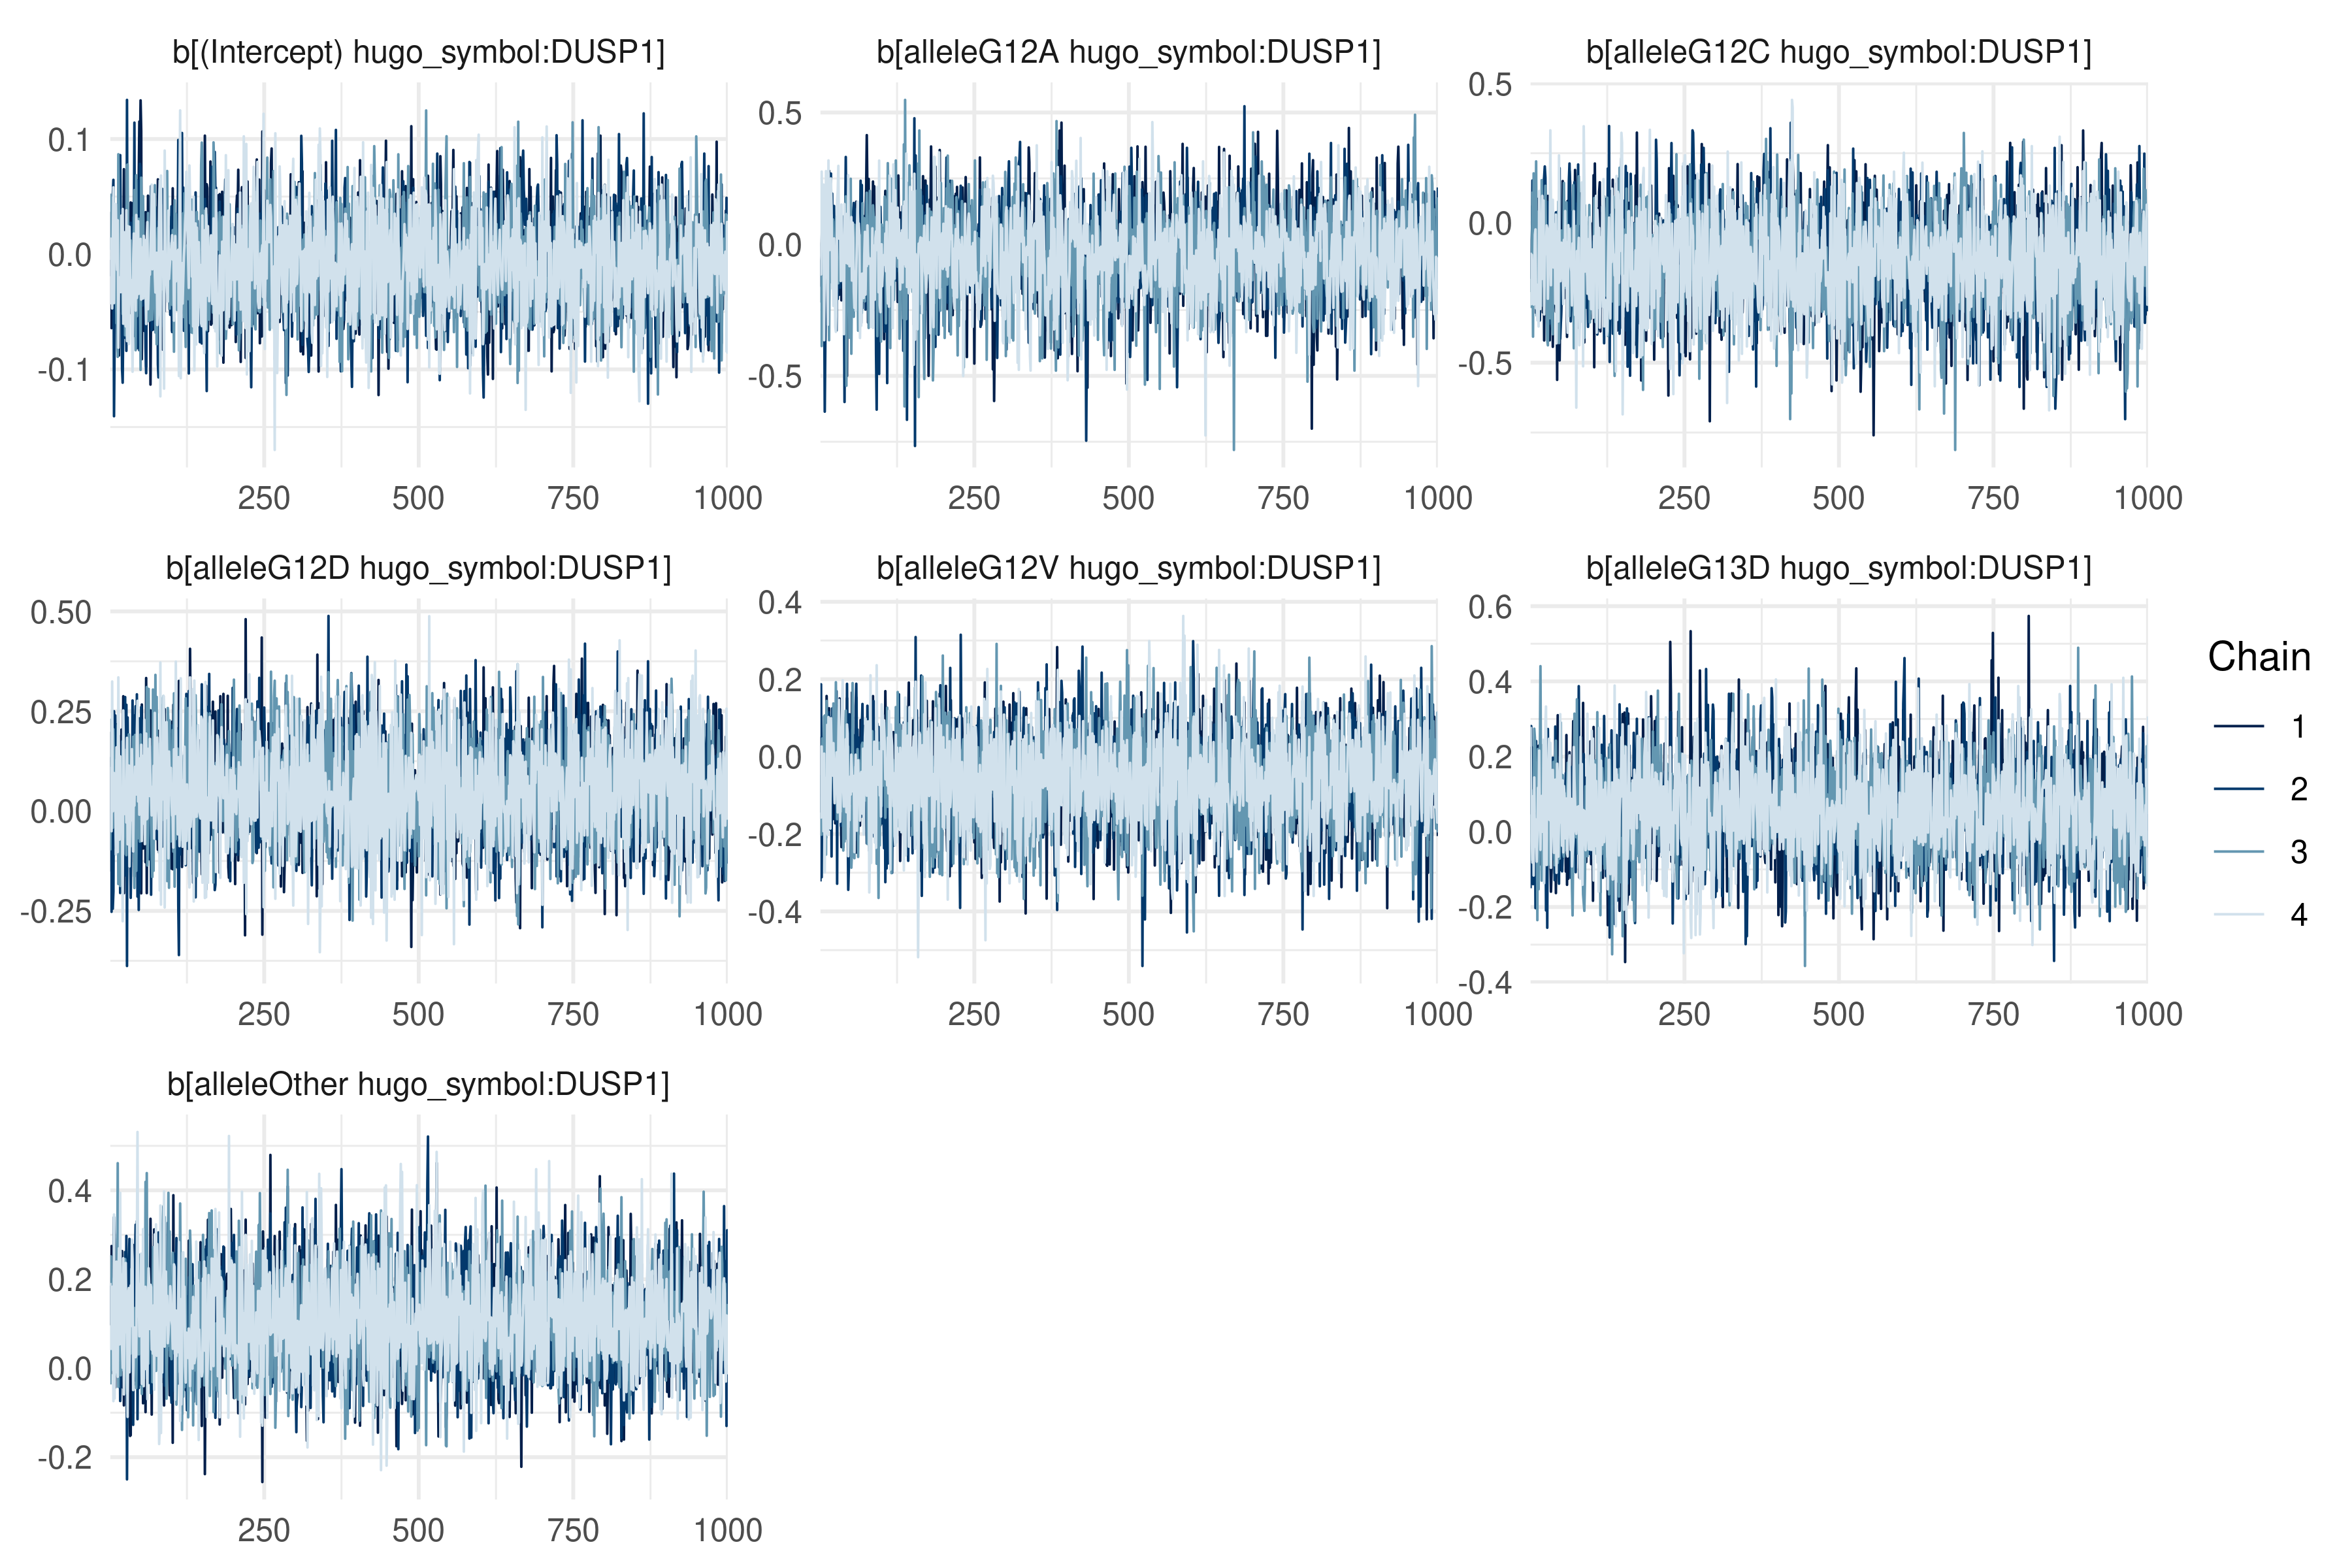 b[(Intercept) hugo_symbol:DUSP1]
b[alleleG12A hugo_symbol:DUSP1]
b[alleleG12C hugo_symbol:DUSP1]
0.1
0.0
-0.1
250 500 750 1000
0.5
0.0
-0.5
250 500 750 1000
0.5
0.0
-0.5
250 500 750 1000
b[alleleG12D hugo_symbol:DUSP1]
b[alleleG12V hugo_symbol:DUSP1]
b[alleleG13D hugo_symbol:DUSP1]
0.50
0.25
0.00
-0.25
250 500 750 1000
0.4
0.2
0.0
-0.2
-0.4
250 500 750 1000
0.6
0.4
0.2
0.0
-0.2
-0.4
250 500 750 1000
b[alleleOther hugo_symbol:DUSP1]
0.4
0.2
0.0
-0.2
250 500 750 1000
Chain
1
2
3
4